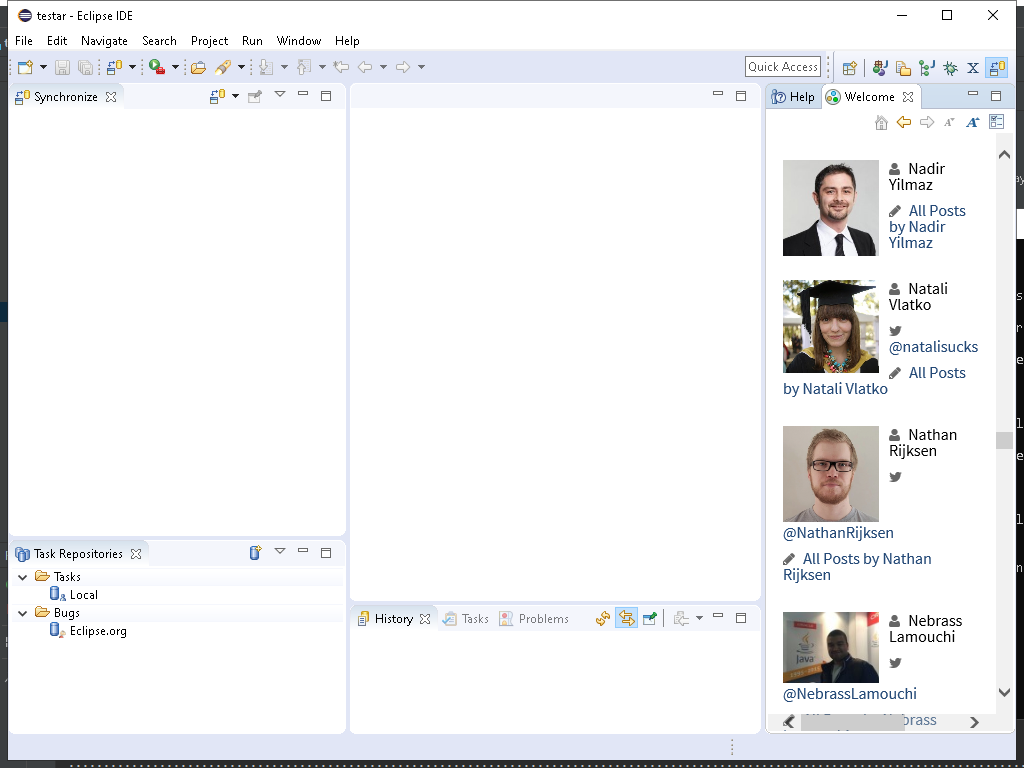 testar - Eclipse IDE
File Edit Navigate Search Project Run Window Help
Quick Access
Synchronize
Help Welcome
A A
Nadir
Yilmaz
All Posts
by Nadir
Yilmaz
Natali
Vlatko
@natalisucks
All Posts
by Natali Vlatko
Nathan
Rijksen
@NathanRijksen
All Posts by Nathan
Rijksen
Nebrass
Lamouchi
@NebrassLamouchi
Task Repositories
Tasks
Local
Bugs
Eclipse.org
History Tasks Problems